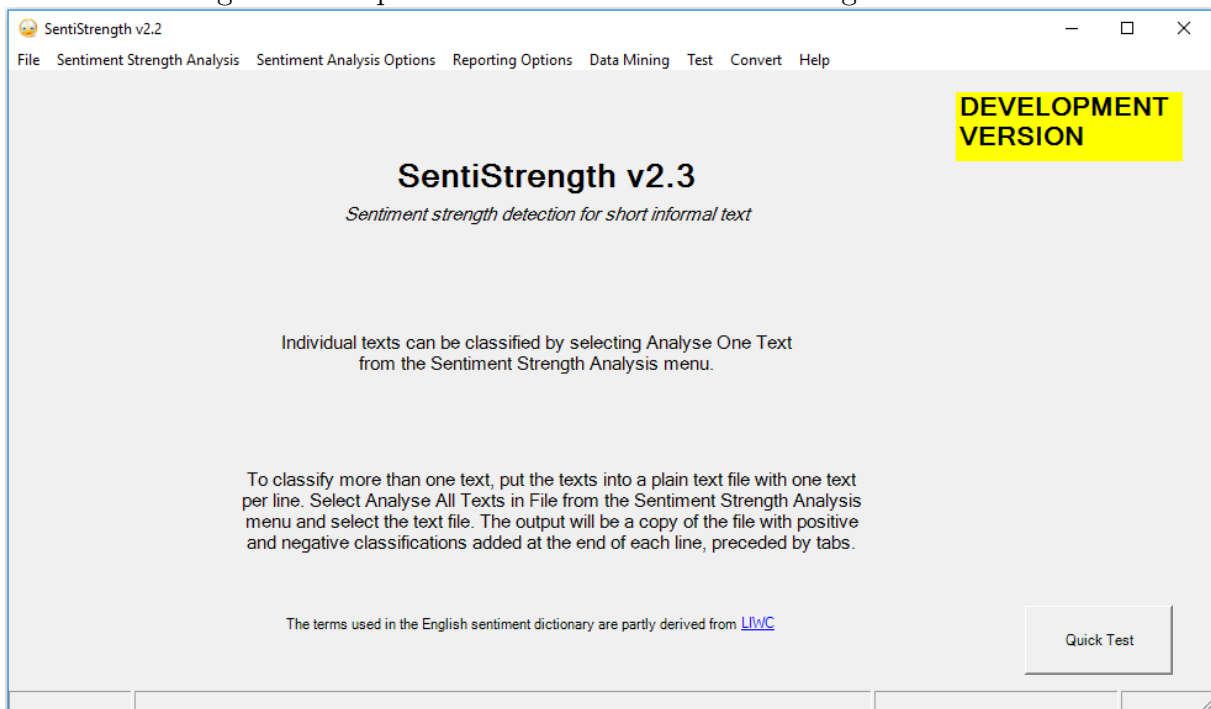 SentiStrength v2.2
File Sentiment Strength Analysis Sentiment Analysis Options Reporting Options Data Mining Test Convert Help
DEVELOPMENT
VERSION
SentiStrength v2.3
Sentiment strength detection for short informal text
Individual texts can be classified by selecting Analyse One Text
from the Sentiment Strength Analysis menu.
To classify more than one text, put the texts into a plain text file with one text
per line. Select Analyse All Texts in File from the Sentiment Strength Analysis
menu and select the text file. The output will be a copy of the file with positive
and negative classifications added at the end of each line, preceded by tabs.
The terms used in the English sentiment dictionary are partly derived from LIWC
Quick Test